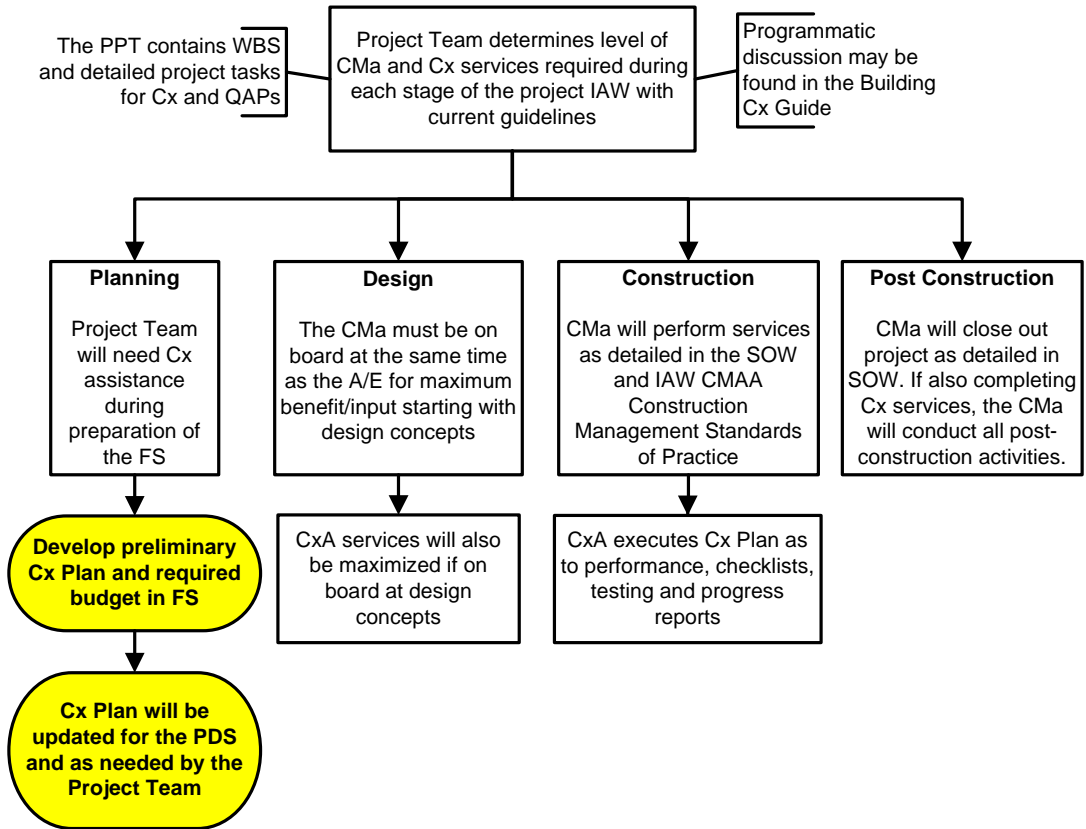 The PPT contains WBS
and detailed project tasks
for Cx and QAPs
Project Team determines level of
CMa and Cx services required during
each stage of the project IAW with
current guidelines
Programmatic
discussion may be
found in the Building
Cx Guide
Planning
Project Team
will need Cx
assistance
during
preparation of
the FS
Design
The CMa must be on
board at the same time
as the A/E for maximum
benefit/input starting with
design concepts
Construction
CMa will perform services
as detailed in the SOW
and IAW CMAA
Construction
Management Standards
of Practice
Post Construction
CMa will close out
project as detailed in
SOW. If also completing
Cx services, the CMa
will conduct all post-
construction activities.
Develop preliminary
Cx Plan and required
budget in FS
CxA services will also
be maximized if on
board at design
concepts
CxA executes Cx Plan as
to performance, checklists,
testing and progress
reports
Cx Plan will be
updated for the PDS
and as needed by the
Project Team